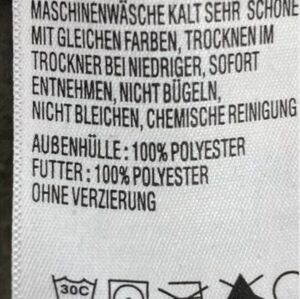 MASCHINENWÄSCHE KALT SEHR SCHONE
MIT GLEICHEN FARBEN, TROCKNEN IM
TROCKNER BEI NIEDRIGER, SOFORT
ENTNEHMEN, NICHT BÜGELN,
NICHT BLEICHEN, CHEMISCHE REINIGUNG
AUßENHÜLLE : 100% POLYESTER
FUTTER : 100% POLYESTER
OHNE VERZIERUNG
30C